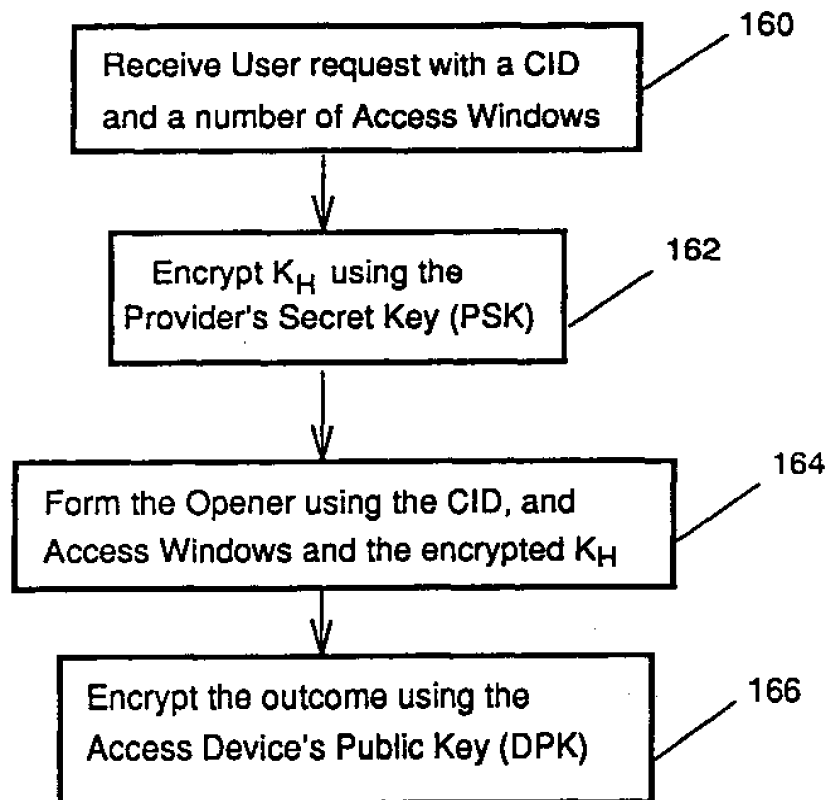 160
Receive User request with a CID
and a number of Access Windows
162
Encrypt KH using the
Provider's Secret Key (PSK)
164
Form the Opener using the CID, and
Access Windows and the encrypted KH
166
Encrypt the outcome using the
Access Device's Public Key (DPK)